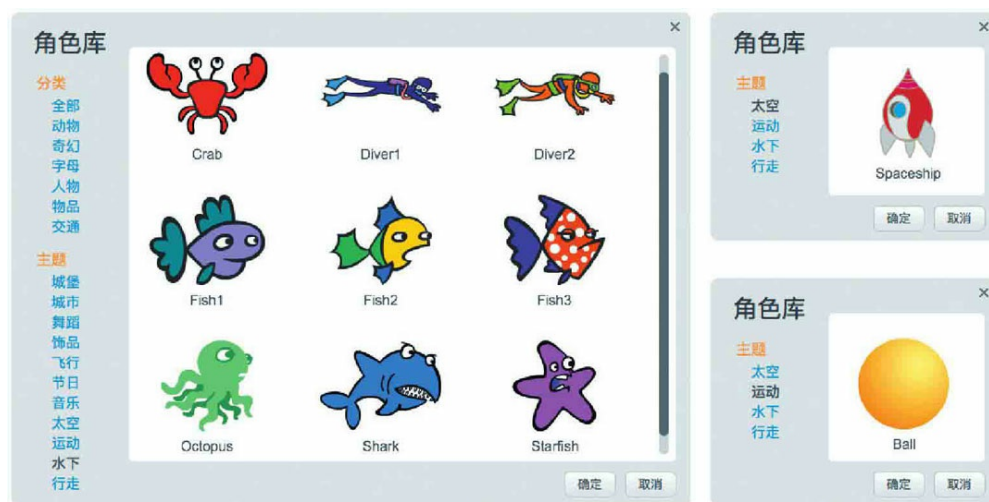 角色库
×
分类
全部
动物
奇幻
字母
人物
物品
交通
主题
城堡
城市
舞蹈
饰品
飞行
节日
音乐
太空
运动
水下
行走
Crab
Diver1
Diver2
Fish1
Fish2
Fish3
Octopus
Shark
Starfish
确定
取消
角色库
×
主题
太空
运动
水下
行走
Spaceship
确定
取消
角色库
×
主题
太空
运动
水下
行走
Ball
确定
取消